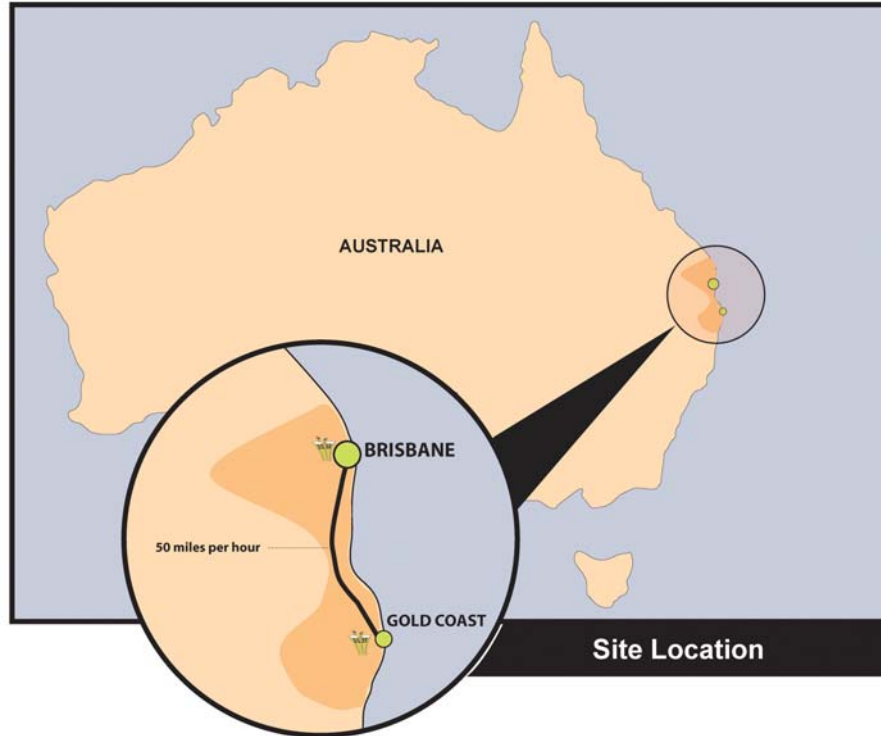 AUSTRALIA
BRISBANE
50 miles per hour
GOLD COAST
Site Location